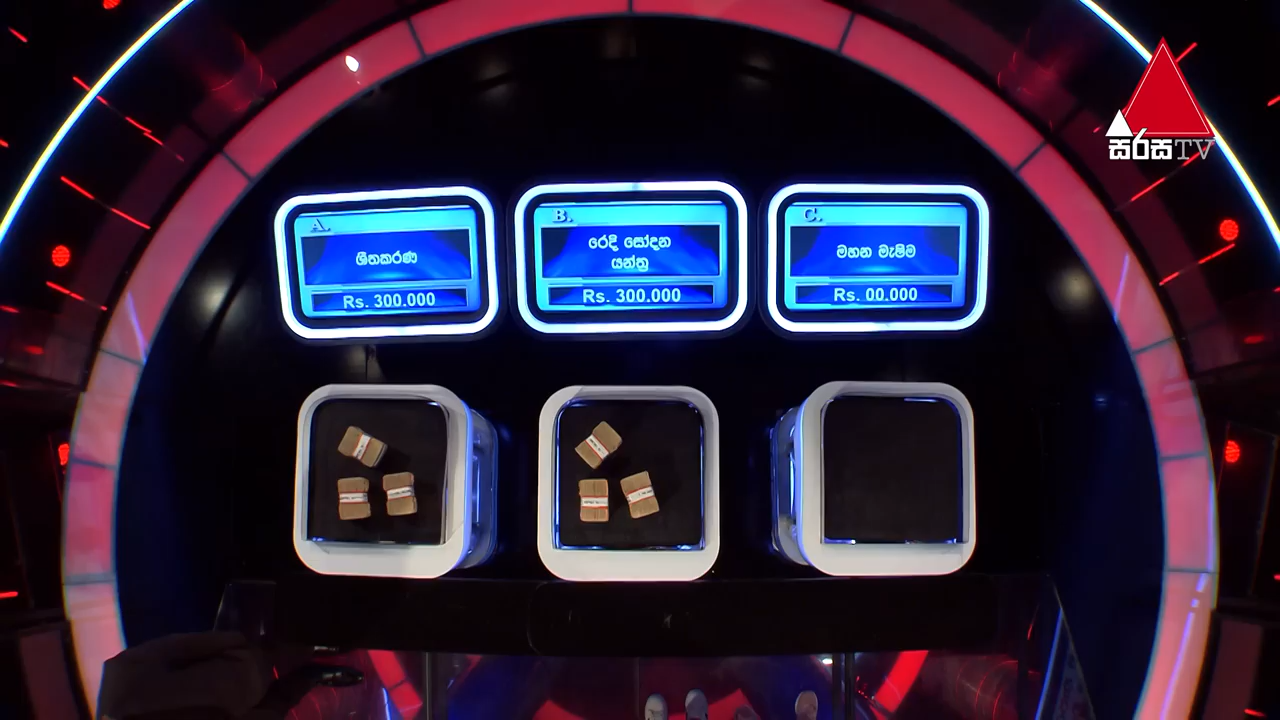 සිරස TV
A.
ශීතකරණ
Rs. 300.000
B.
රෙදි සෝදන
යන්ත්‍ර
Rs. 300.000
C.
මහන මැෂිම
Rs. 00.000